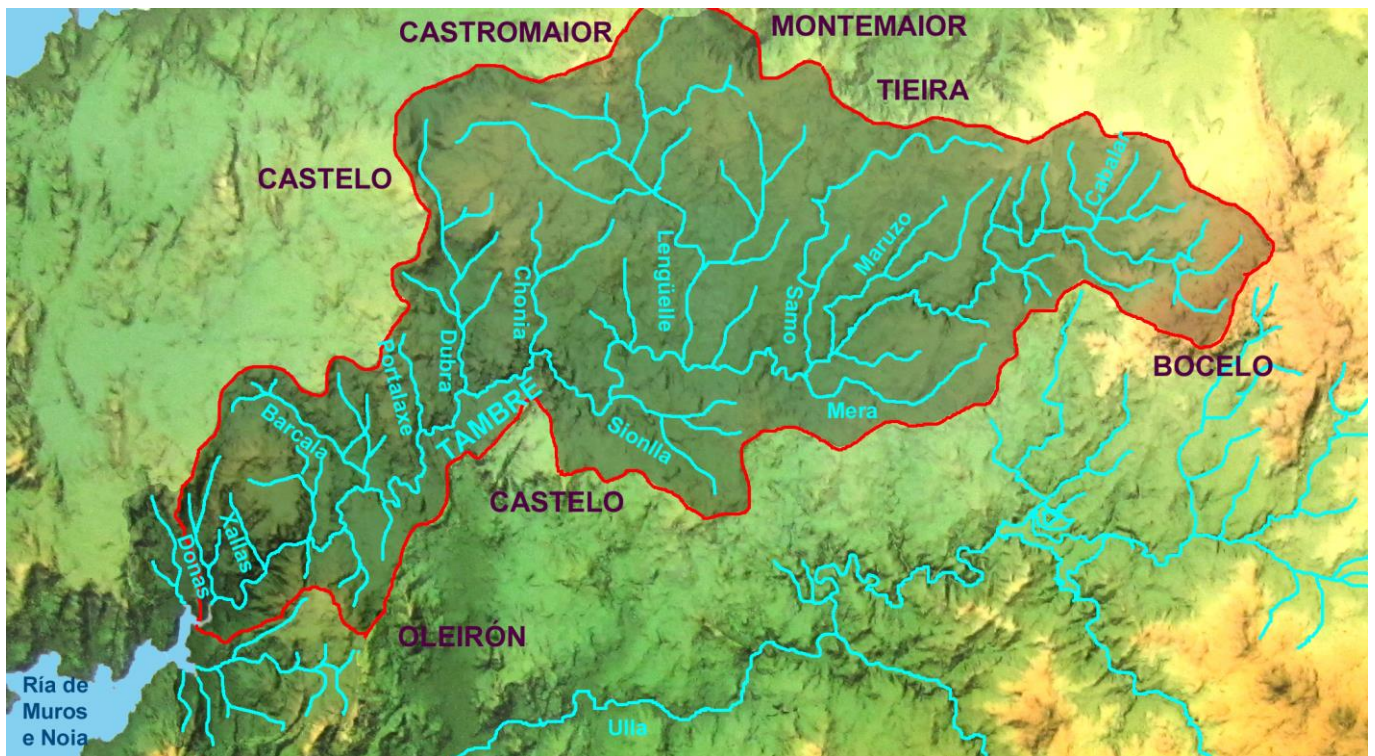 MONTEMAIOR
CASTROMAIOR
TIEIRA
Cabalar
CASTELO
Maruzo
Lengüelle
Chonia
Samo
Dubra
Portalaxe
BOCELO
TAMBRE
Mera
Barcala
Sionlla
CASTELO
Xallas
Donas
OLEIRÓN
Ría de
Muros
e Noia
Ulla